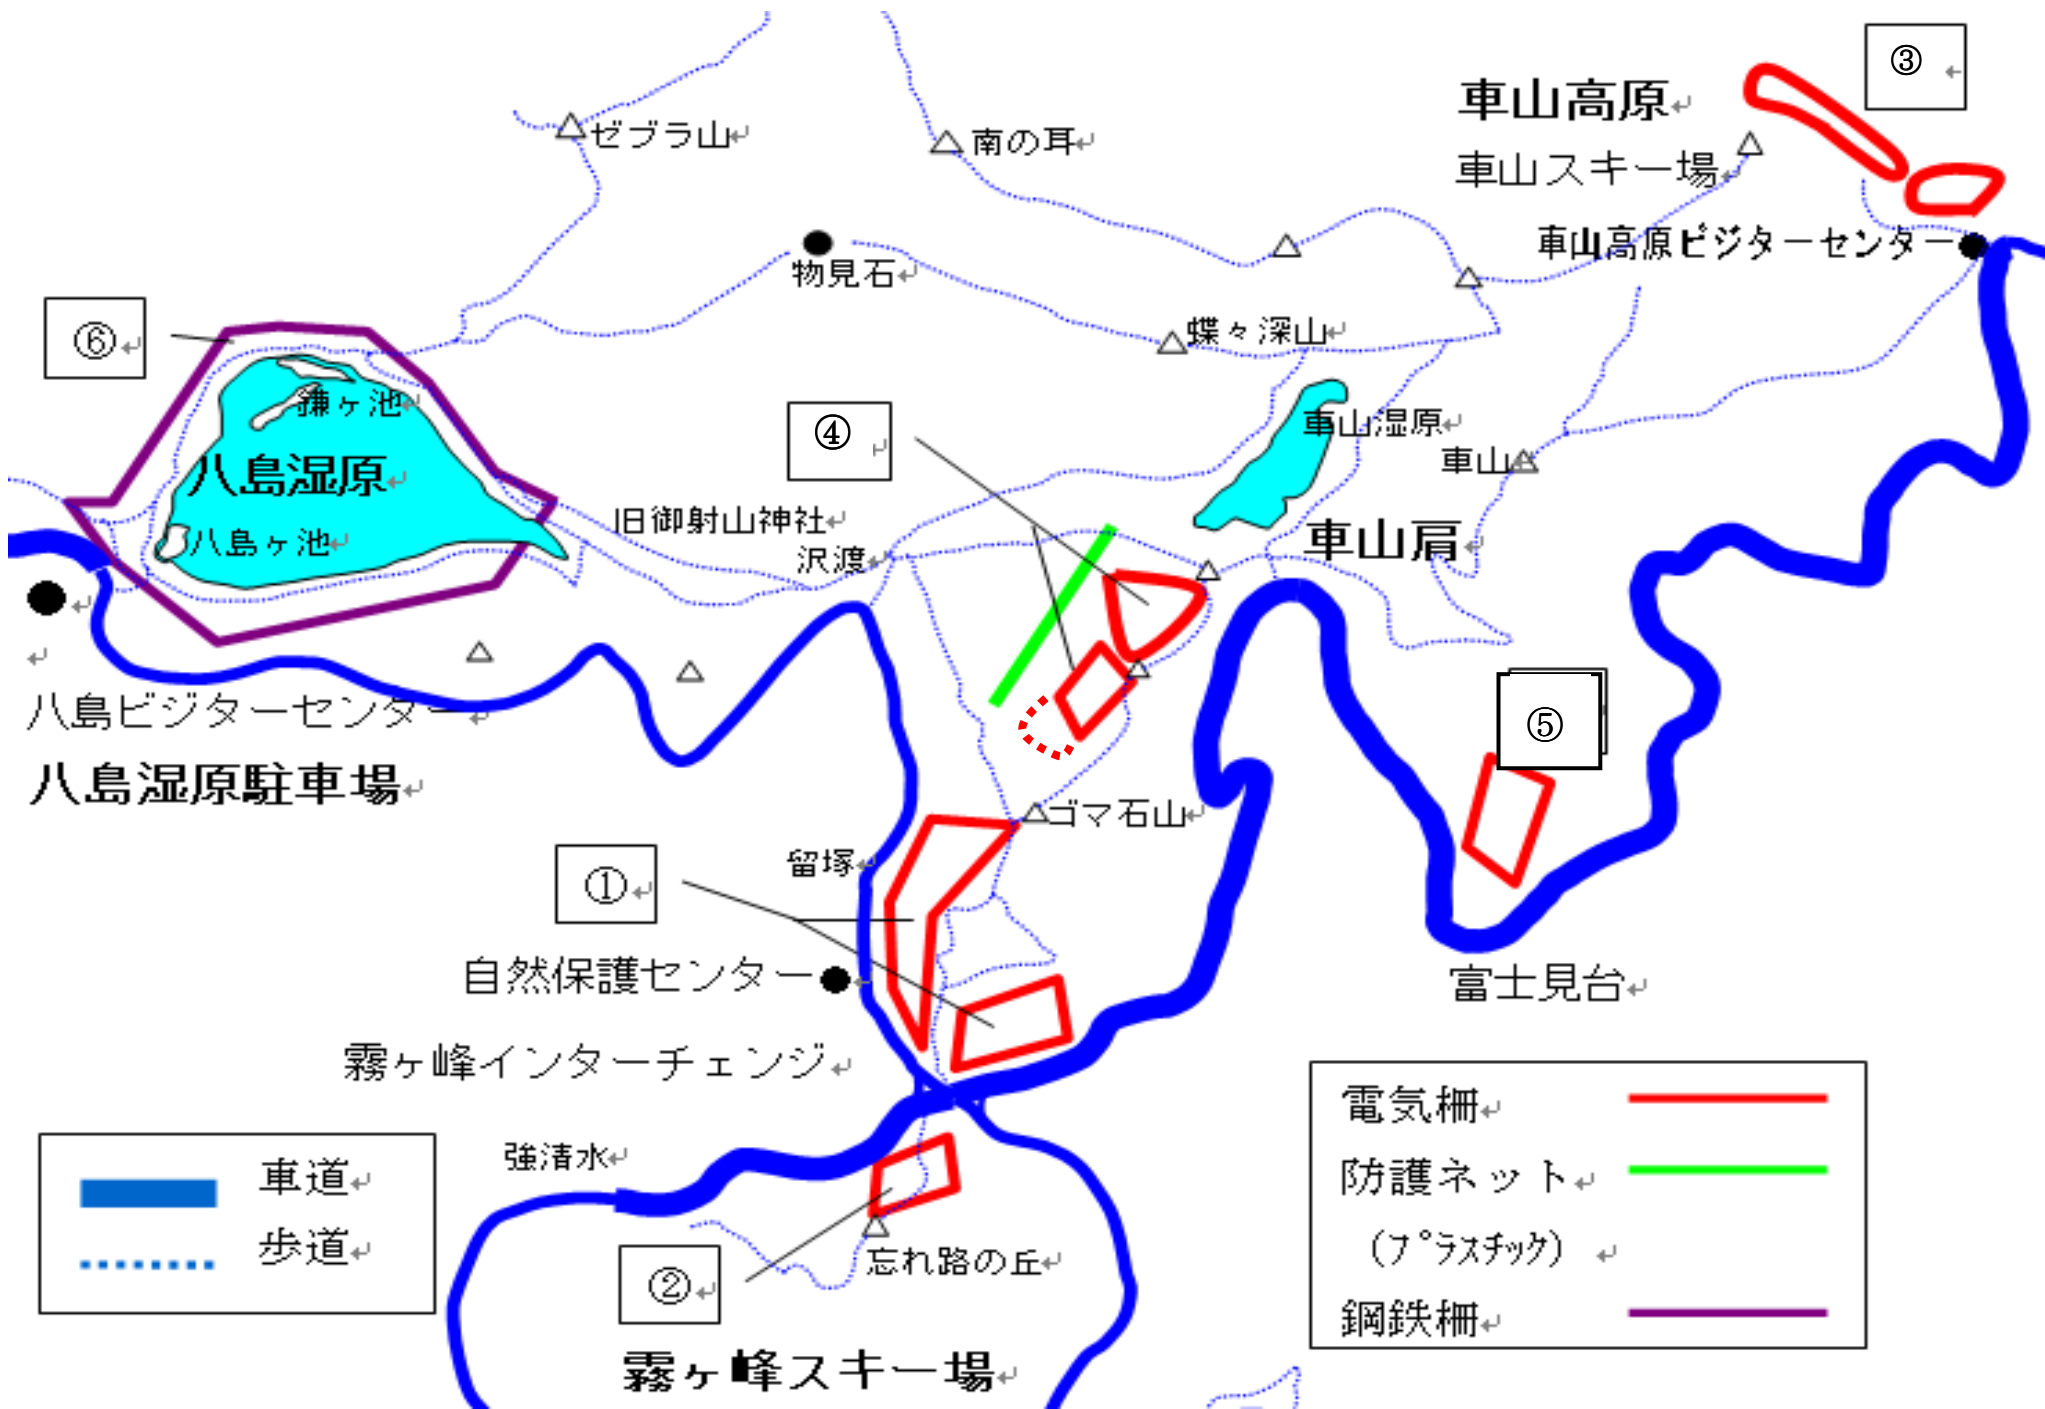 ③
車山高原
ゼブラ山
南の耳
車山スキー場
車山高原ビジターセンター
物見石
⑥
蝶々深山
鎌ヶ池
④
車山湿原
八島湿原
車山
旧御射山神社
八島ヶ池
沢渡
車山肩
八島ビジターセンター
⑤
八島湿原駐車場
ゴマ石山
留塚
①
自然保護センター
富士見台
霧ヶ峰インターチェンジ
電気柵
強清水
防護ネット
車道
(プラスチック)
歩道
忘れ路の丘
②
鋼鉄柵
霧ヶ峰スキー場